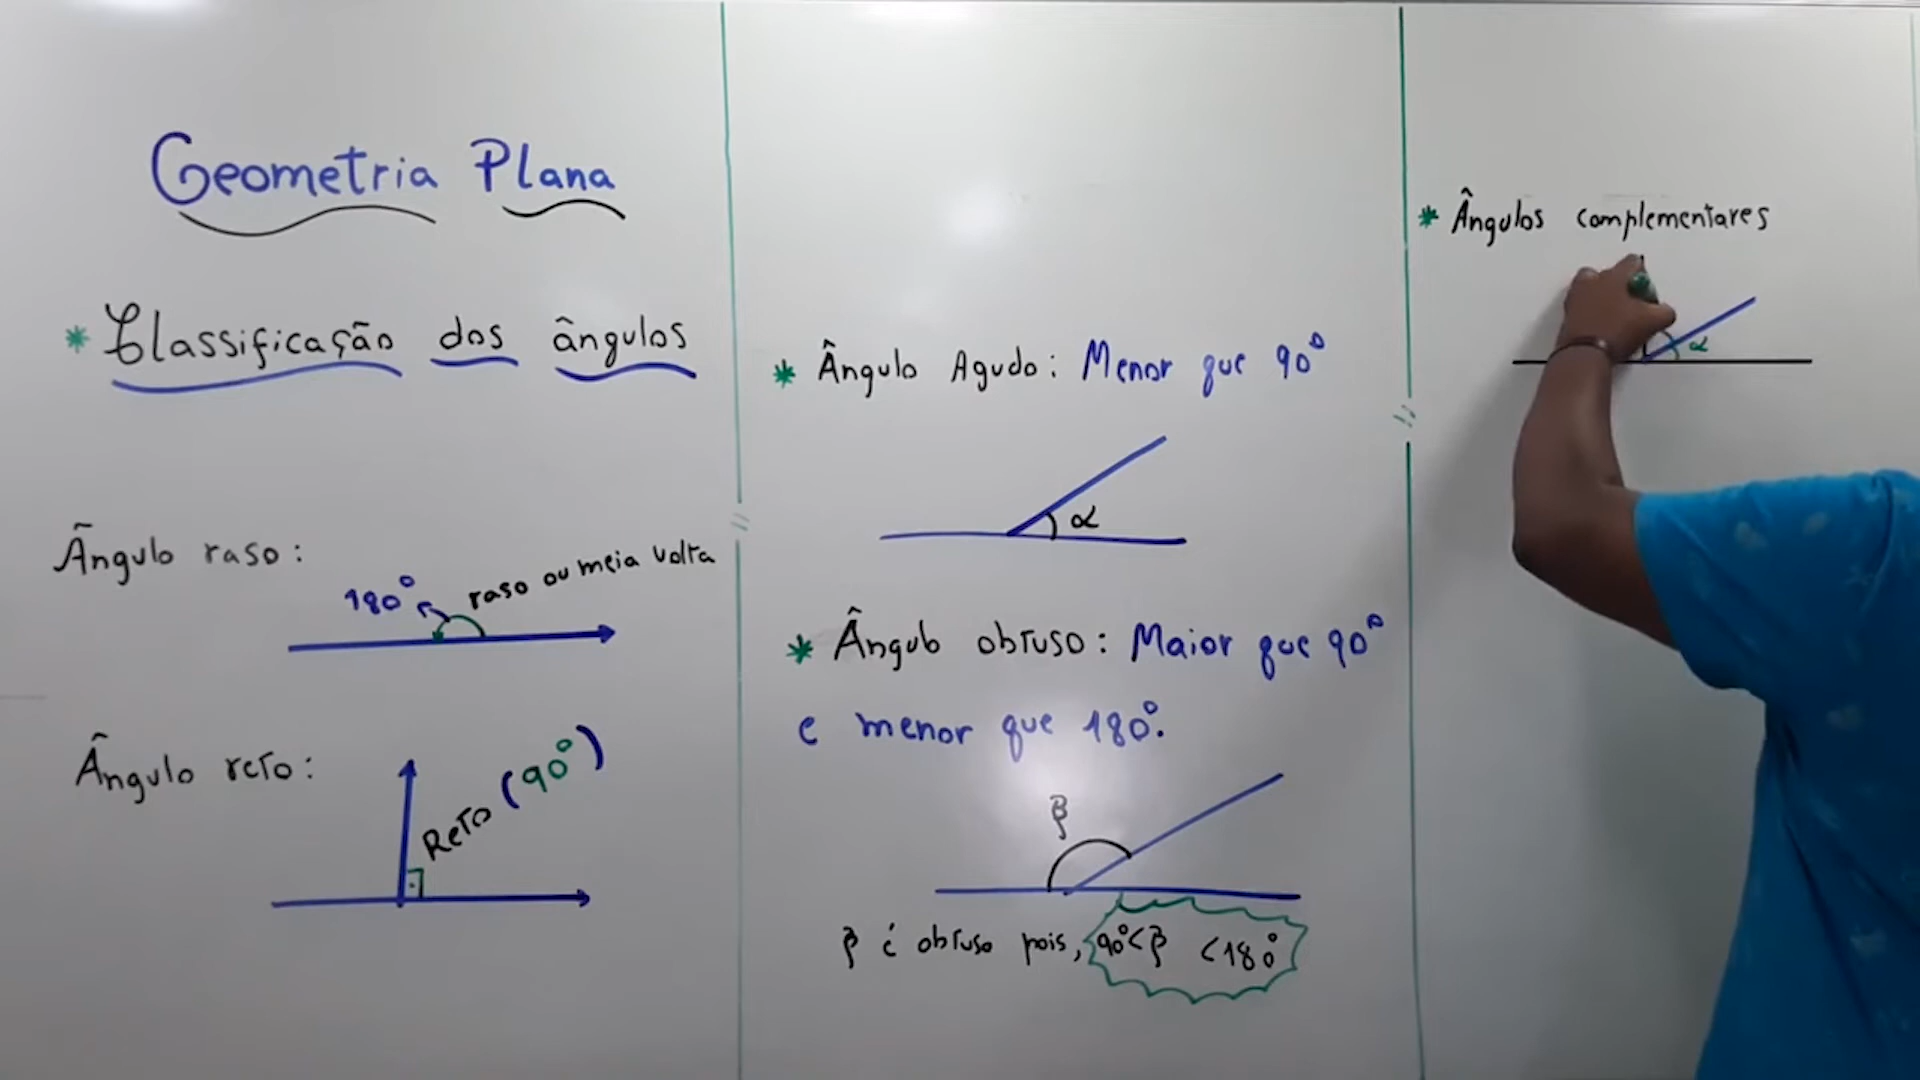 Geometria Plana
* Classificação dos ângulos
Ângulo raso:
180° raso ou meia volta
Ângulo reto:
Reto (90°)
* Ângulo Agudo: Menor que 90°
α
* Ângulo obtuso: Maior que 90°
e menor que 180°.
β
β é obtuso pois, 90°<β <180°
* Ângulos complementares
α